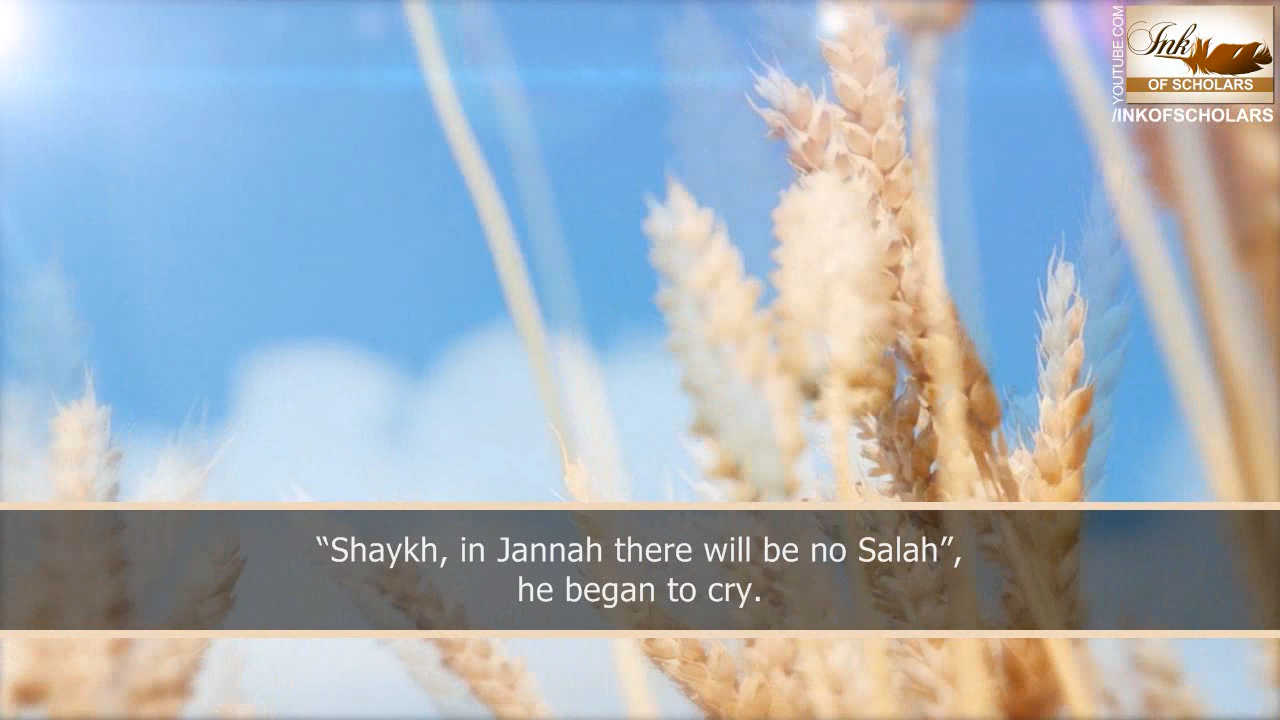 YOUTUBE.COM
Ink
OF SCHOLARS
/INKOFSCHOLARS
“Shaykh, in Jannah there will be no Salah”,
he began to cry.